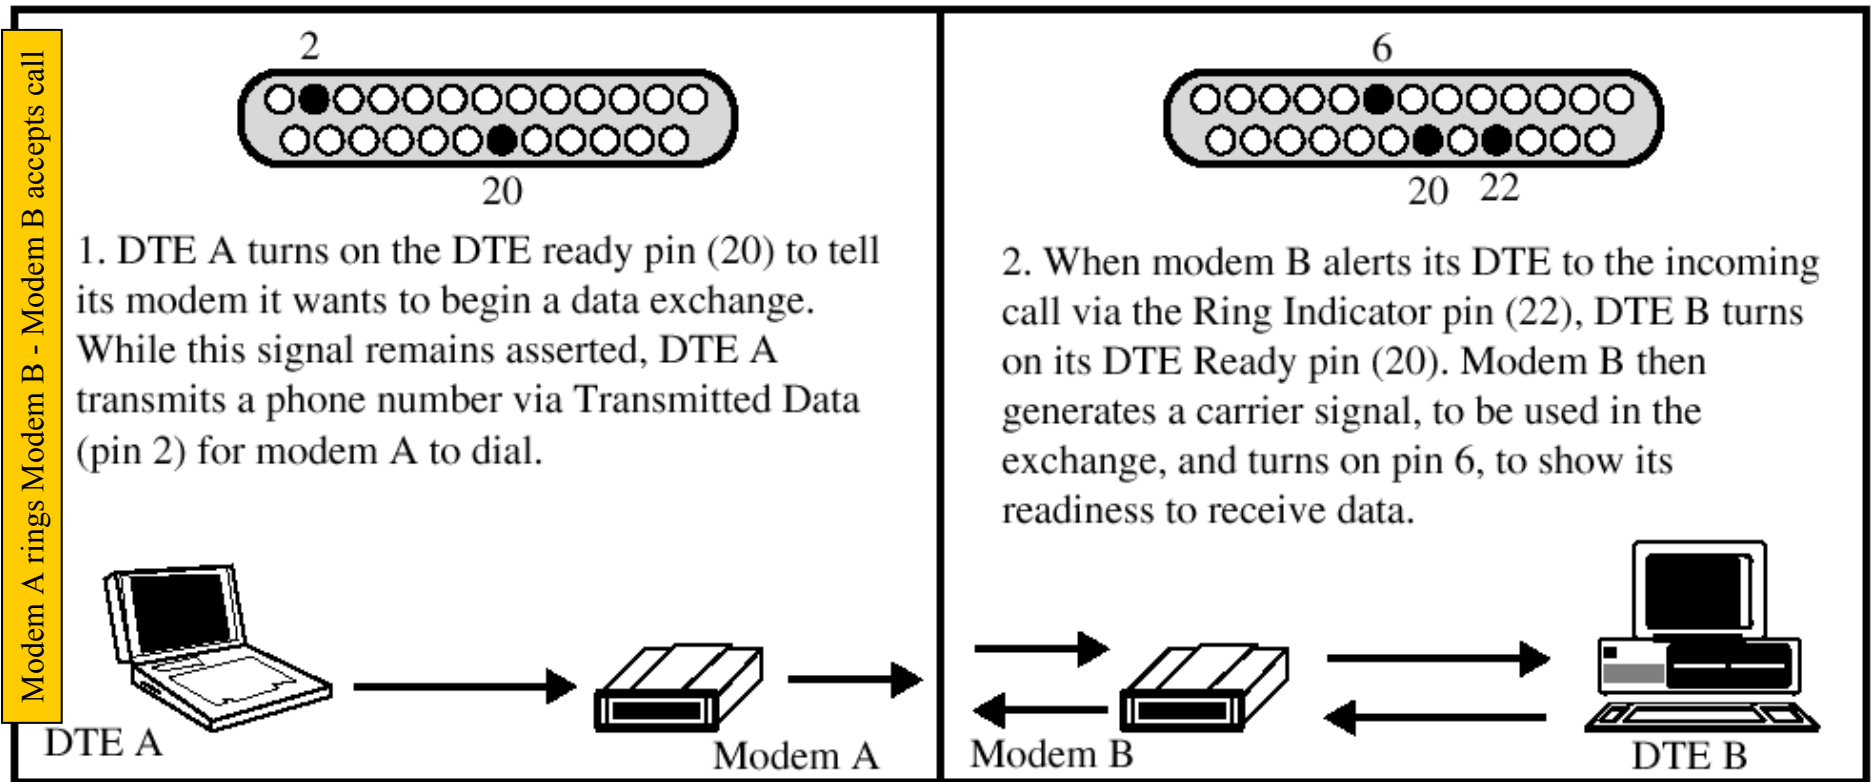 Modem A rings Modem B - Modem B accepts call
2
20
1. DTE A turns on the DTE ready pin (20) to tell
its modem it wants to begin a data exchange.
While this signal remains asserted, DTE A
transmits a phone number via Transmitted Data
(pin 2) for modem A to dial.
DTE A
Modem A
6
20 22
2. When modem B alerts its DTE to the incoming
call via the Ring Indicator pin (22), DTE B turns
on its DTE Ready pin (20). Modem B then
generates a carrier signal, to be used in the
exchange, and turns on pin 6, to show its
readiness to receive data.
Modem B
DTE B